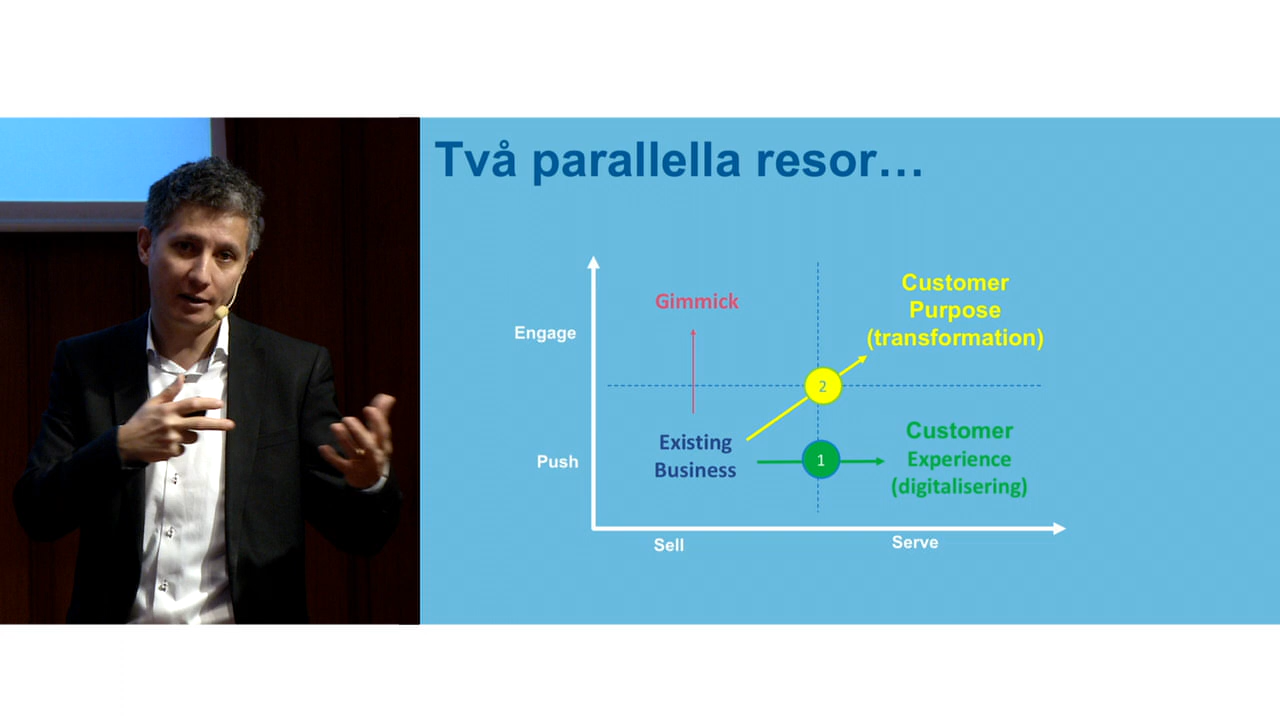 Två parallella resor…
Customer
Purpose
(transformation)
Gimmick
Engage
2
Existing
Business
Push
1
Customer
Experience
(digitalisering)
Sell
Serve